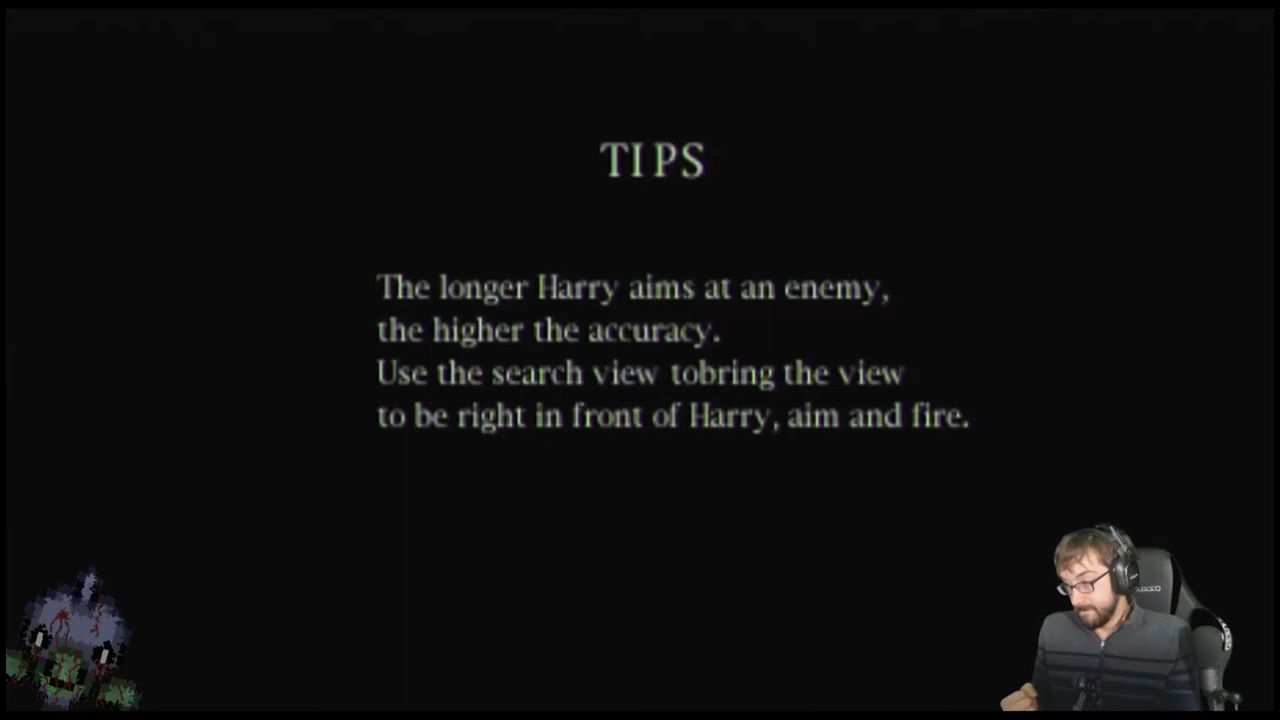 TIPS
The longer Harry aims at an enemy,
the higher the accuracy.
Use the search view tobring the view
to be right in front of Harry, aim and fire.